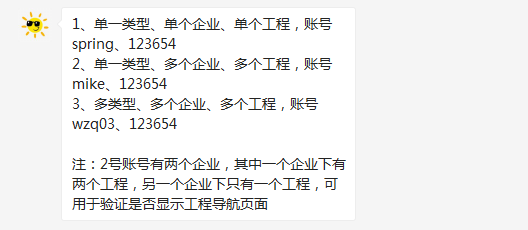 1、单一类型、单个企业、单个工程，账号
spring、123654
2、单一类型、多个企业、多个工程，账号
mike、123654
3、多类型、多个企业、多个工程，账号
wzq03、123654
注：2号账号有两个企业，其中一个企业下有
两个工程，另一个企业下只有一个工程，可
用于验证是否显示工程导航页面